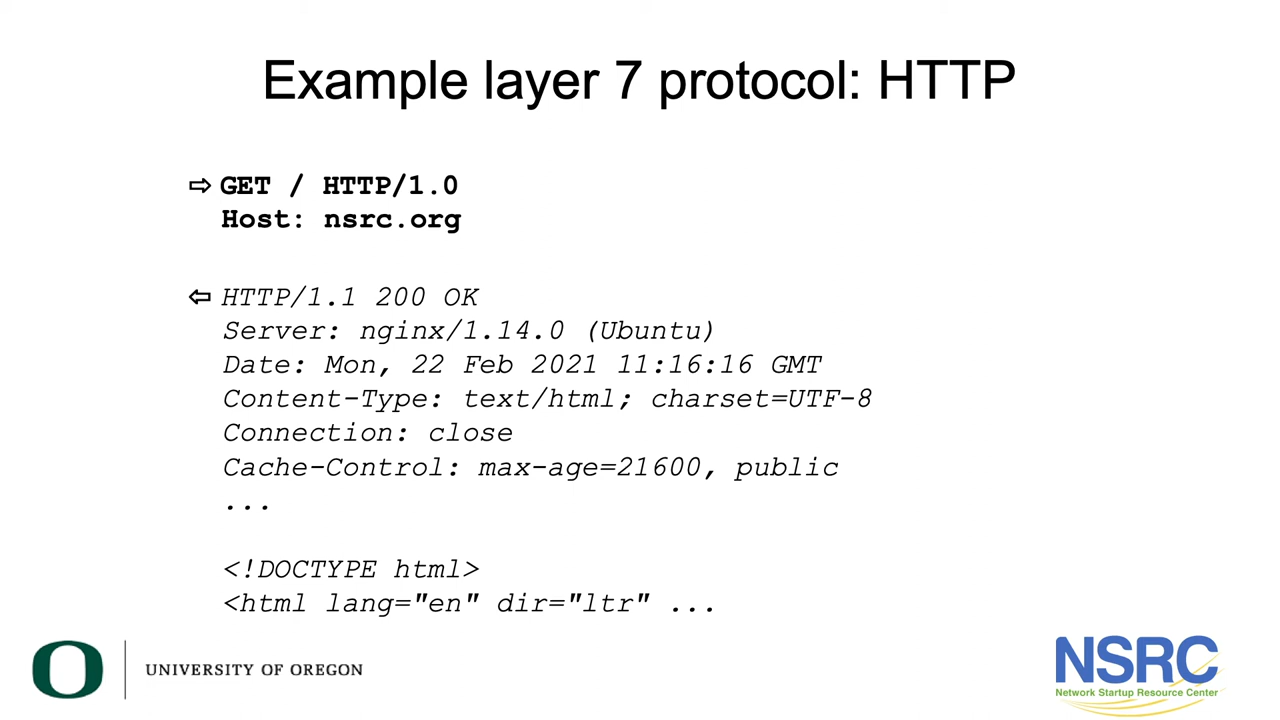 Example layer 7 protocol: HTTP
⇨ GET / HTTP/1.0
Host: nsrc.org
⇦ HTTP/1.1 200 OK
Server: nginx/1.14.0 (Ubuntu)
Date: Mon, 22 Feb 2021 11:16:16 GMT
Content-Type: text/html; charset=UTF-8
Connection: close
Cache-Control: max-age=21600, public
...
<!DOCTYPE html>
<html lang="en" dir="ltr" ...
O UNIVERSITY OF OREGON
NSRC
Network Startup Resource Center